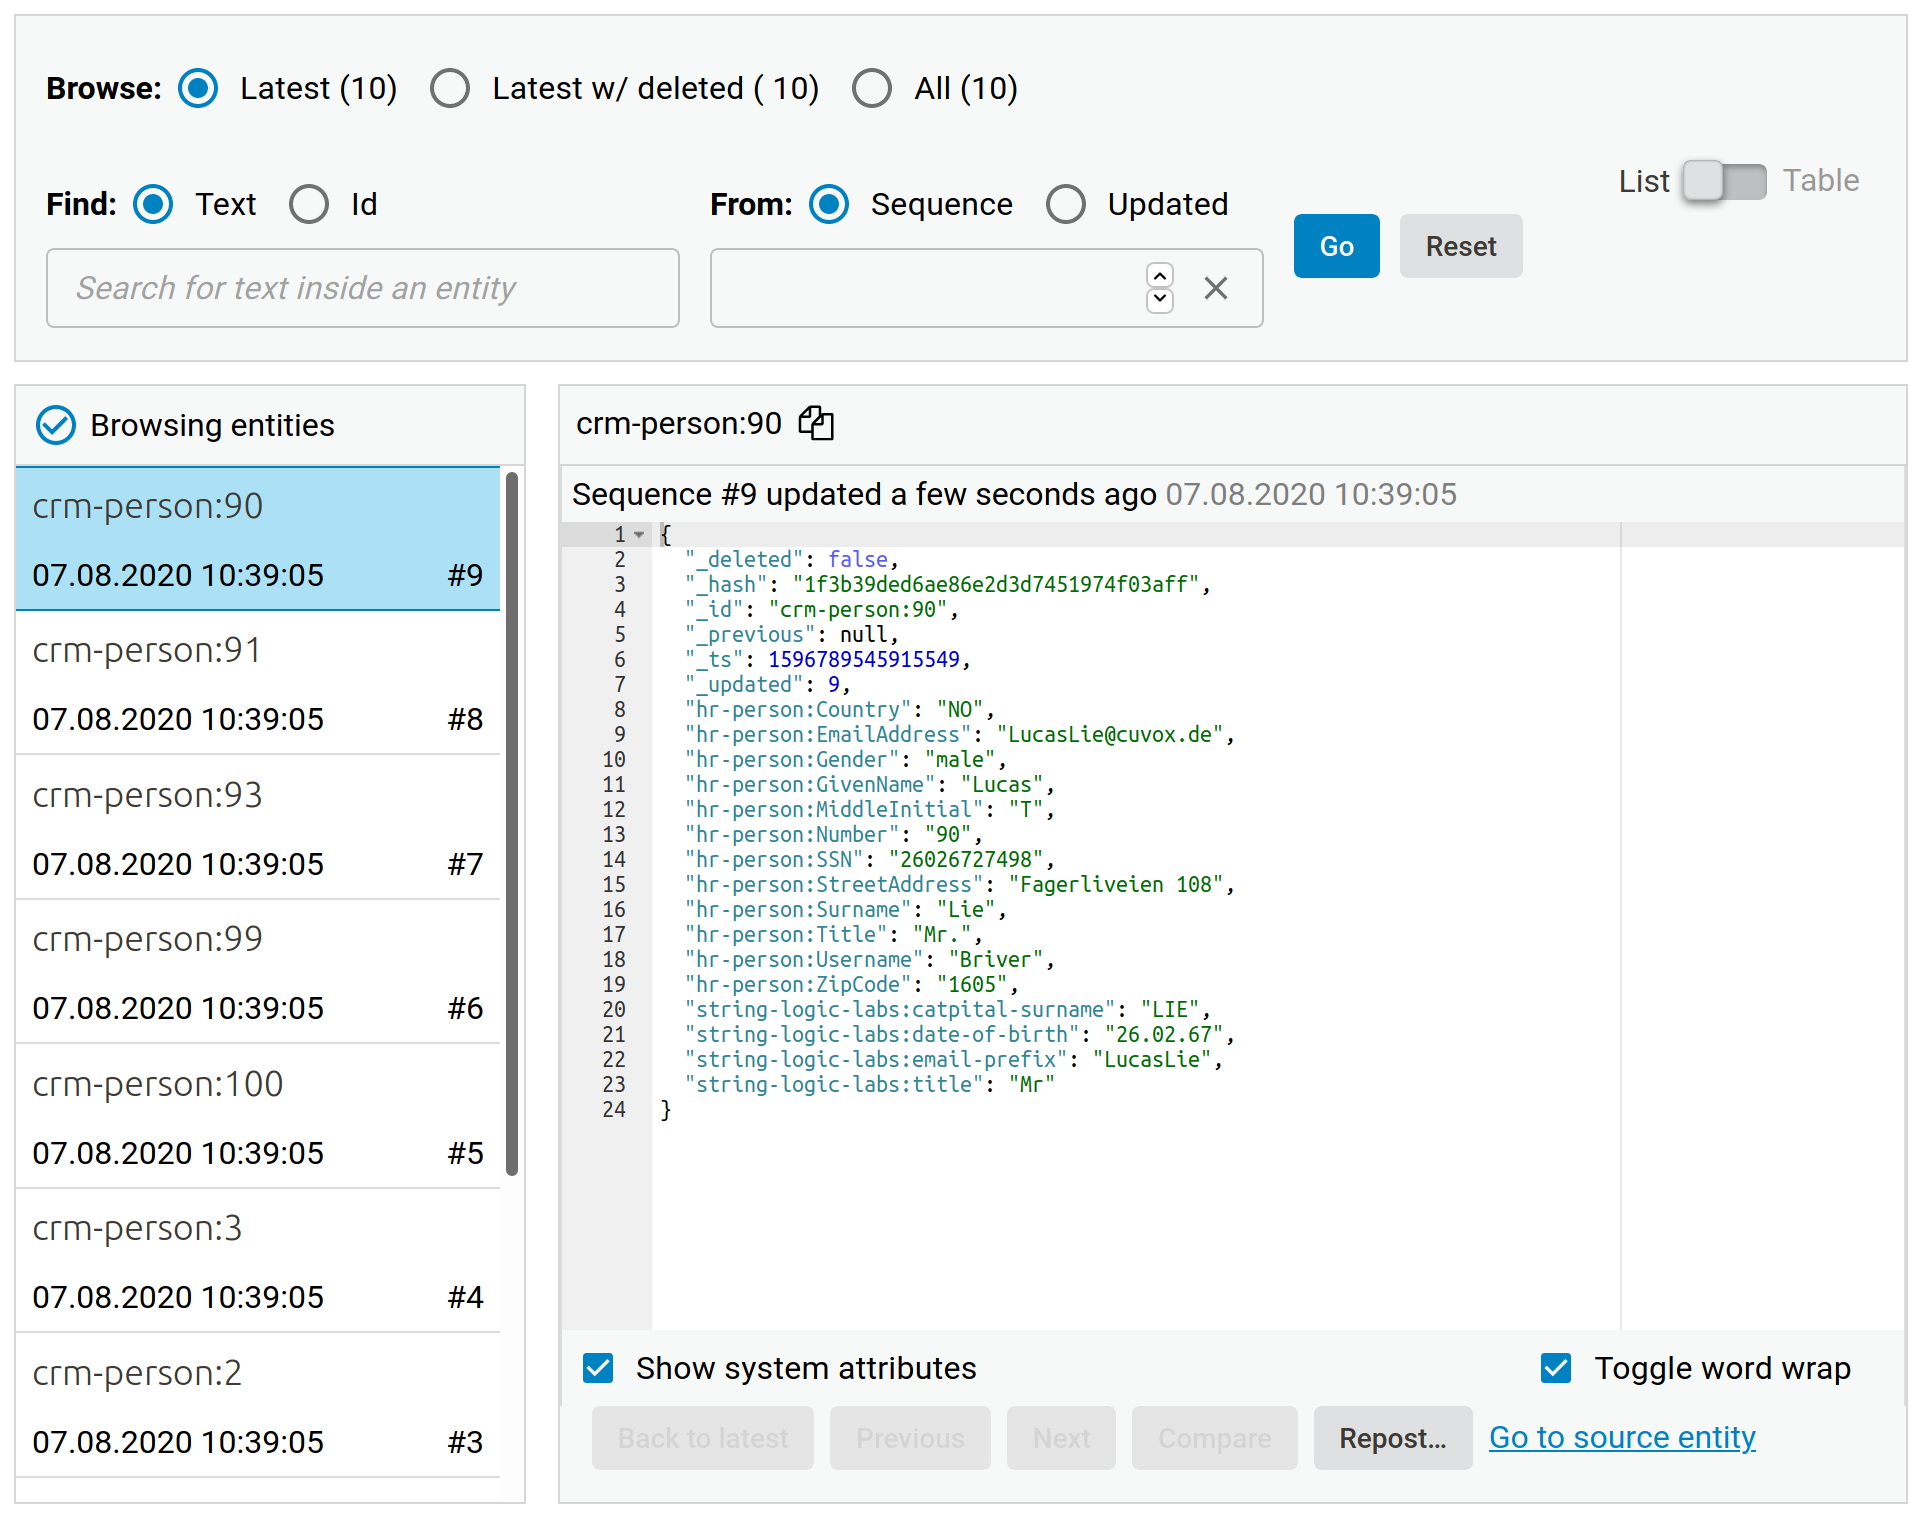 Browse: Latest (10) Latest w/ deleted ( 10) All (10)
List Table
Find: Text Id From: Sequence Updated
Go Reset
Search for text inside an entity
Browsing entities
crm-person:90
07.08.2020 10:39:05 #9
crm-person:91
07.08.2020 10:39:05 #8
crm-person:93
07.08.2020 10:39:05 #7
crm-person:99
07.08.2020 10:39:05 #6
crm-person:100
07.08.2020 10:39:05 #5
crm-person:3
07.08.2020 10:39:05 #4
crm-person:2
07.08.2020 10:39:05 #3
crm-person:90
Sequence #9 updated a few seconds ago 07.08.2020 10:39:05
1 {
2 "_deleted": false,
3 "_hash": "1f3b39ded6ae86e2d3d7451974f03aff",
4 "_id": "crm-person:90",
5 "_previous": null,
6 "_ts": 1596789545915549,
7 "_updated": 9,
8 "hr-person:Country": "NO",
9 "hr-person:EmailAddress": "LucasLie@cuvox.de",
10 "hr-person:Gender": "male",
11 "hr-person:GivenName": "Lucas",
12 "hr-person:MiddleInitial": "T",
13 "hr-person:Number": "90",
14 "hr-person:SSN": "26026727498",
15 "hr-person:StreetAddress": "Fagerliveien 108",
16 "hr-person:Surname": "Lie",
17 "hr-person:Title": "Mr.",
18 "hr-person:Username": "Briver",
19 "hr-person:ZipCode": "1605",
20 "string-logic-labs:catpital-surname": "LIE",
21 "string-logic-labs:date-of-birth": "26.02.67",
22 "string-logic-labs:email-prefix": "LucasLie",
23 "string-logic-labs:title": "Mr"
24 }
Show system attributes Toggle word wrap
Back to latest Previous Next Compare Repost... Go to source entity